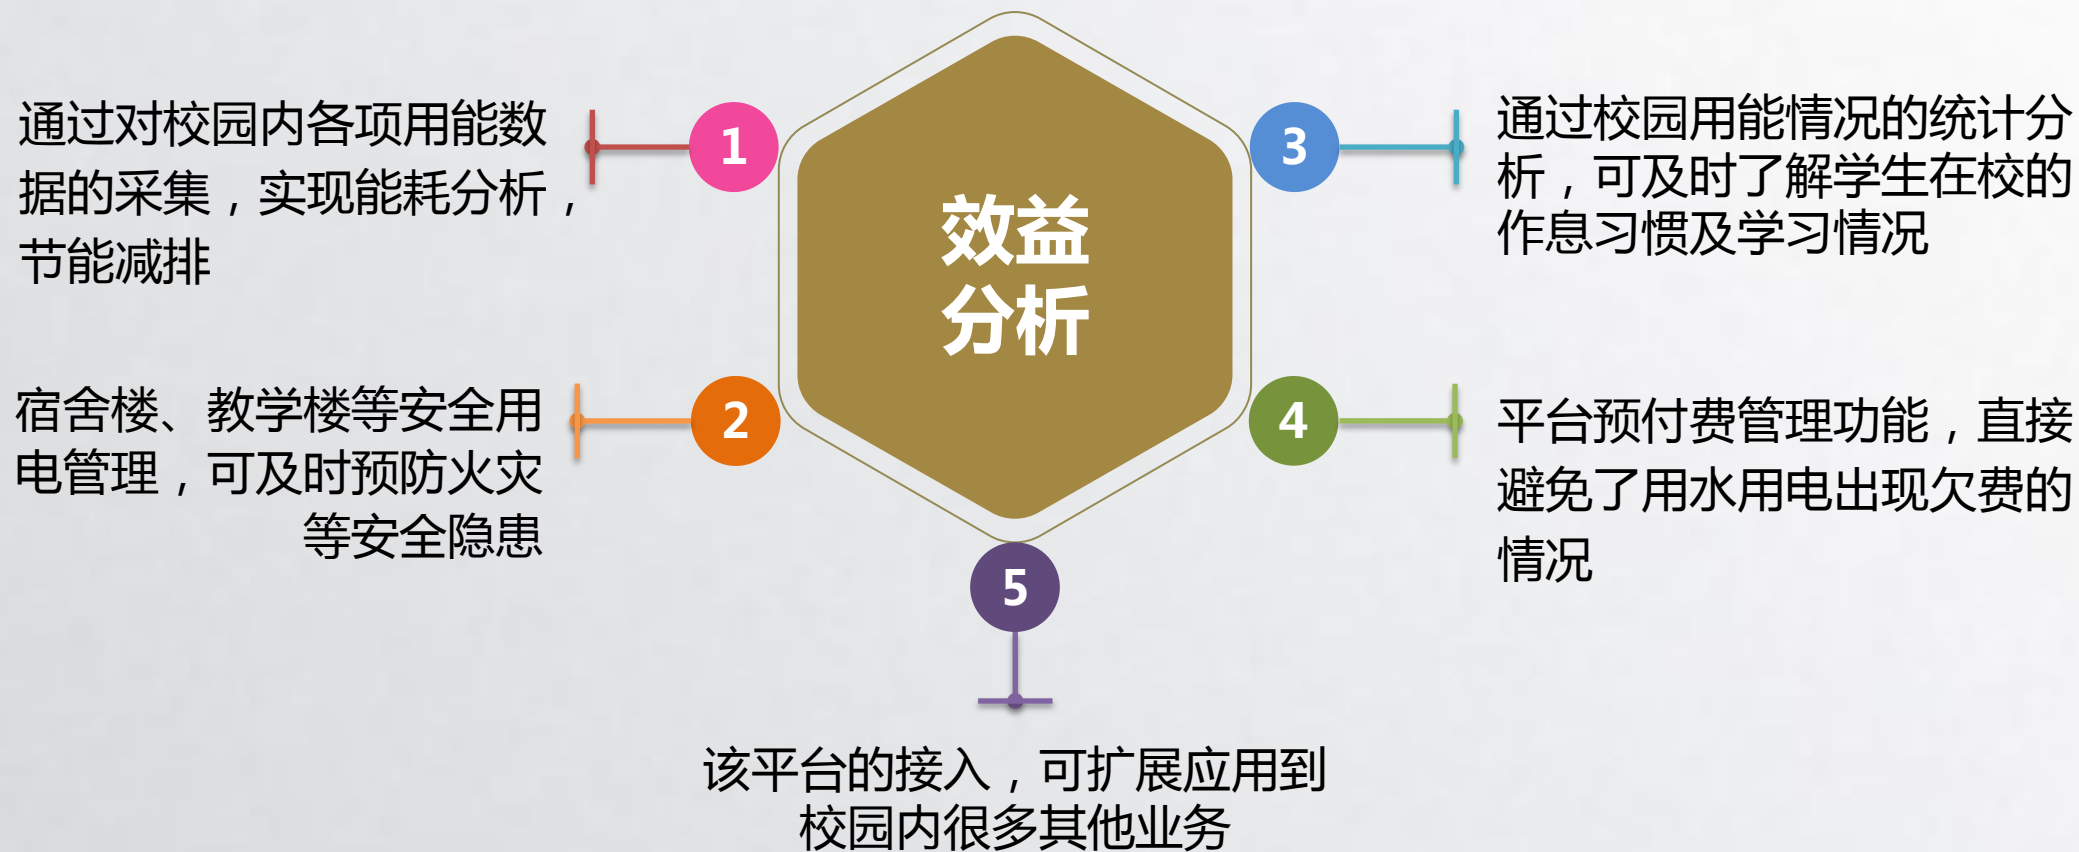 效益
分析
1
通过对校园内各项用能数
据的采集，实现能耗分析，
节能减排
2
宿舍楼、教学楼等安全用
电管理，可及时预防火灾
等安全隐患
3
通过校园用能情况的统计分
析，可及时了解学生在校的
作息习惯及学习情况
4
平台预付费管理功能，直接
避免了用水用电出现欠费的
情况
5
该平台的接入，可扩展应用到
校园内很多其他业务